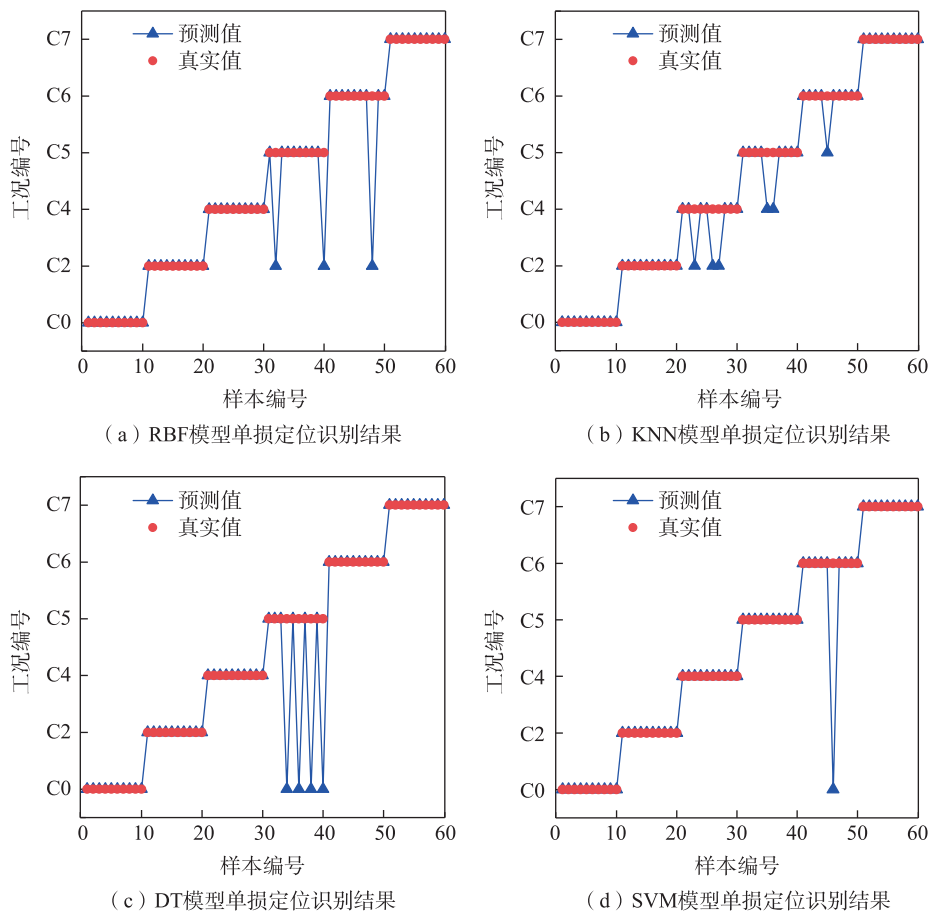 预测值
真实值
C7
C6
C5
C4
C2
C0
工况编号
0 10 20 30 40 50 60
样本编号
（a）RBF模型单损定位识别结果
预测值
真实值
C7
C6
C5
C4
C2
C0
工况编号
0 10 20 30 40 50 60
样本编号
（b）KNN模型单损定位识别结果
预测值
真实值
C7
C6
C5
C4
C2
C0
工况编号
0 10 20 30 40 50 60
样本编号
（c）DT模型单损定位识别结果
预测值
真实值
C7
C6
C5
C4
C2
C0
工况编号
0 10 20 30 40 50 60
样本编号
（d）SVM模型单损定位识别结果